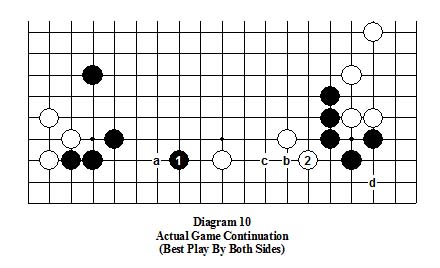 a 1 c b 2
d
Diagram 10
Actual Game Continuation
(Best Play By Both Sides)